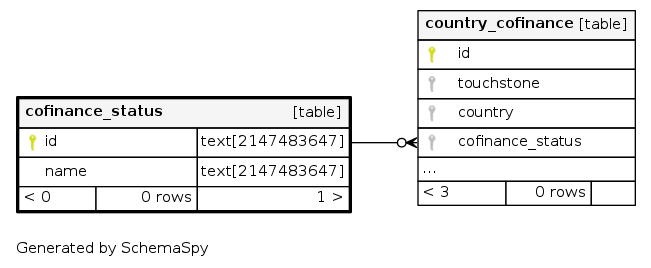 country_cofinance [table]
id
touchstone
country
cofinance_status
...
< 3 0 rows
cofinance_status [table]
id text[2147483647]
name text[2147483647]
< 0 0 rows 1 >
Generated by SchemaSpy